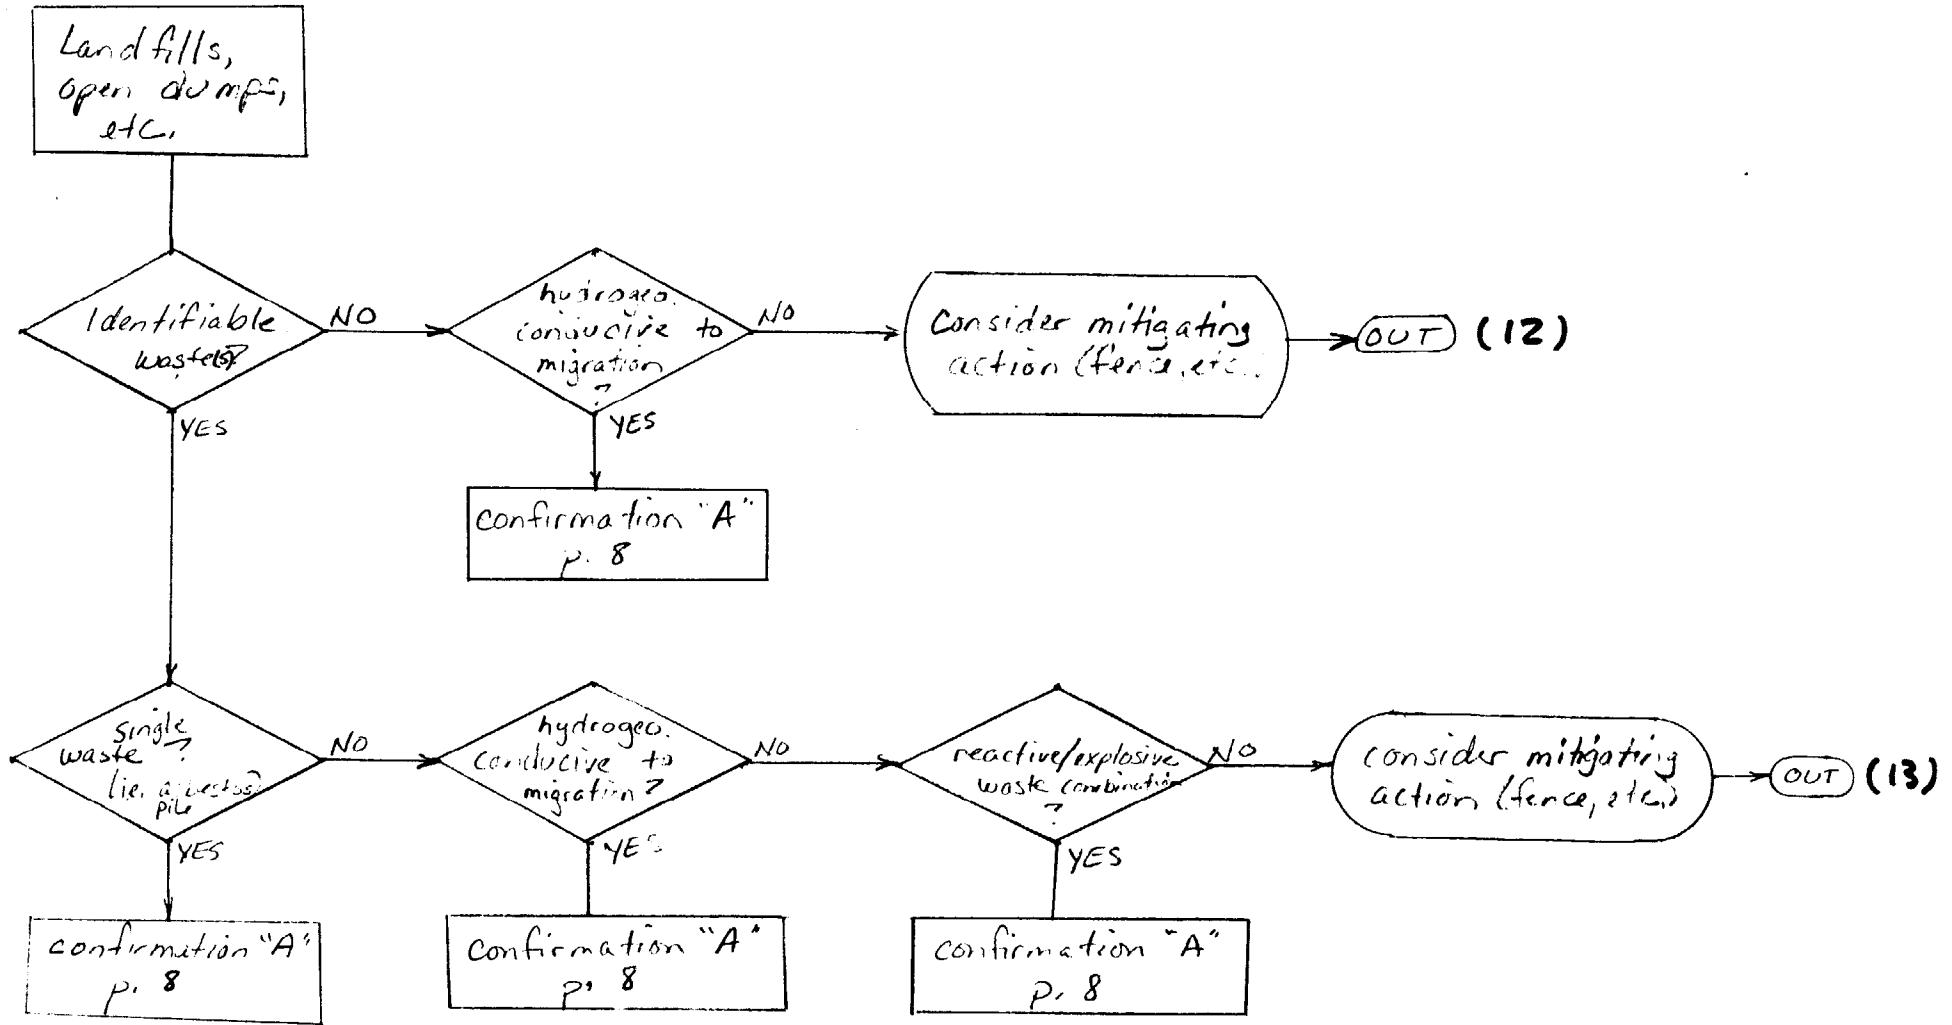 Landfills,
open dumps,
etc.
Identifiable
waste(s)?
NO
hydrogeo.
conducive to
migration
?
NO
Consider mitigating
action (fence, etc.)
OUT (12)
YES
YES
confirmation "A"
p. 8
single
waste ?
(ie. asbestos
pile
NO
hydrogeo.
conducive to
migration?
NO
reactive/explosive
waste combination
?
NO
consider mitigating
action (fence, etc.)
OUT (13)
YES
YES
YES
confirmation "A"
p. 8
confirmation "A"
p. 8
confirmation "A"
p. 8